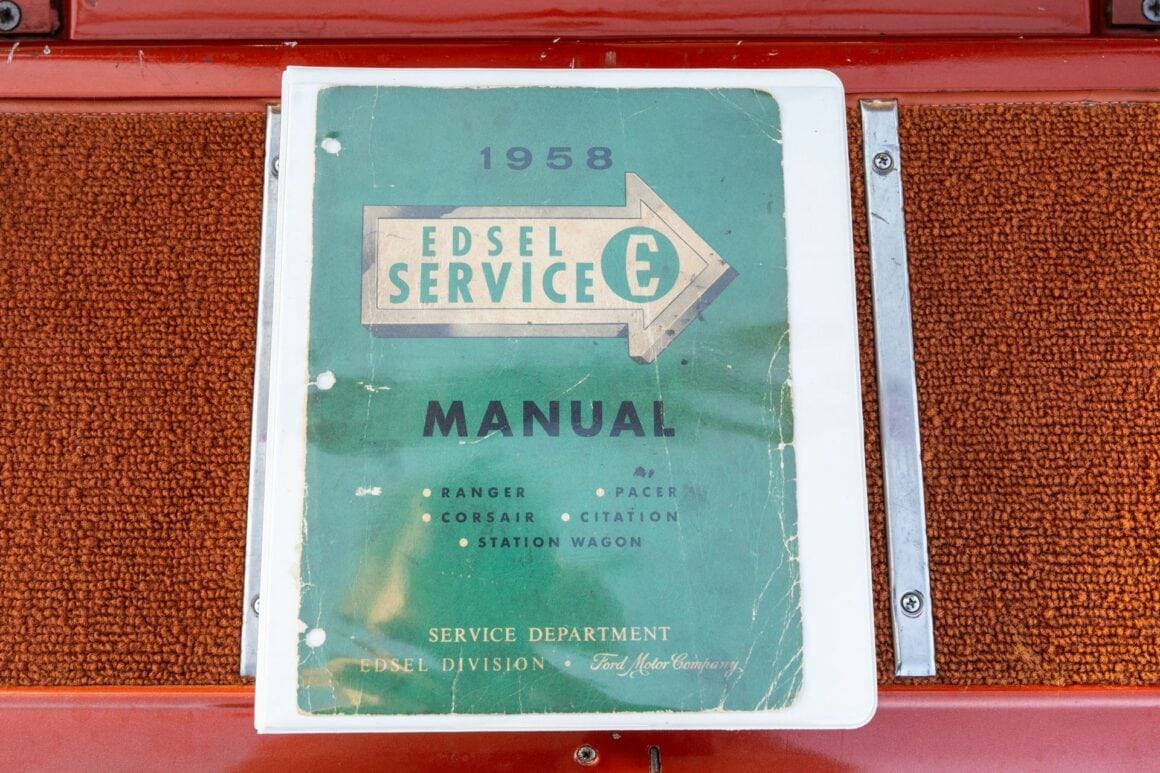 1958
EDSEL
SERVICE E
MANUAL
• RANGER • PACER
• CORSAIR • CITATION
• STATION WAGON
SERVICE DEPARTMENT
EDSEL DIVISION • Ford Motor Company